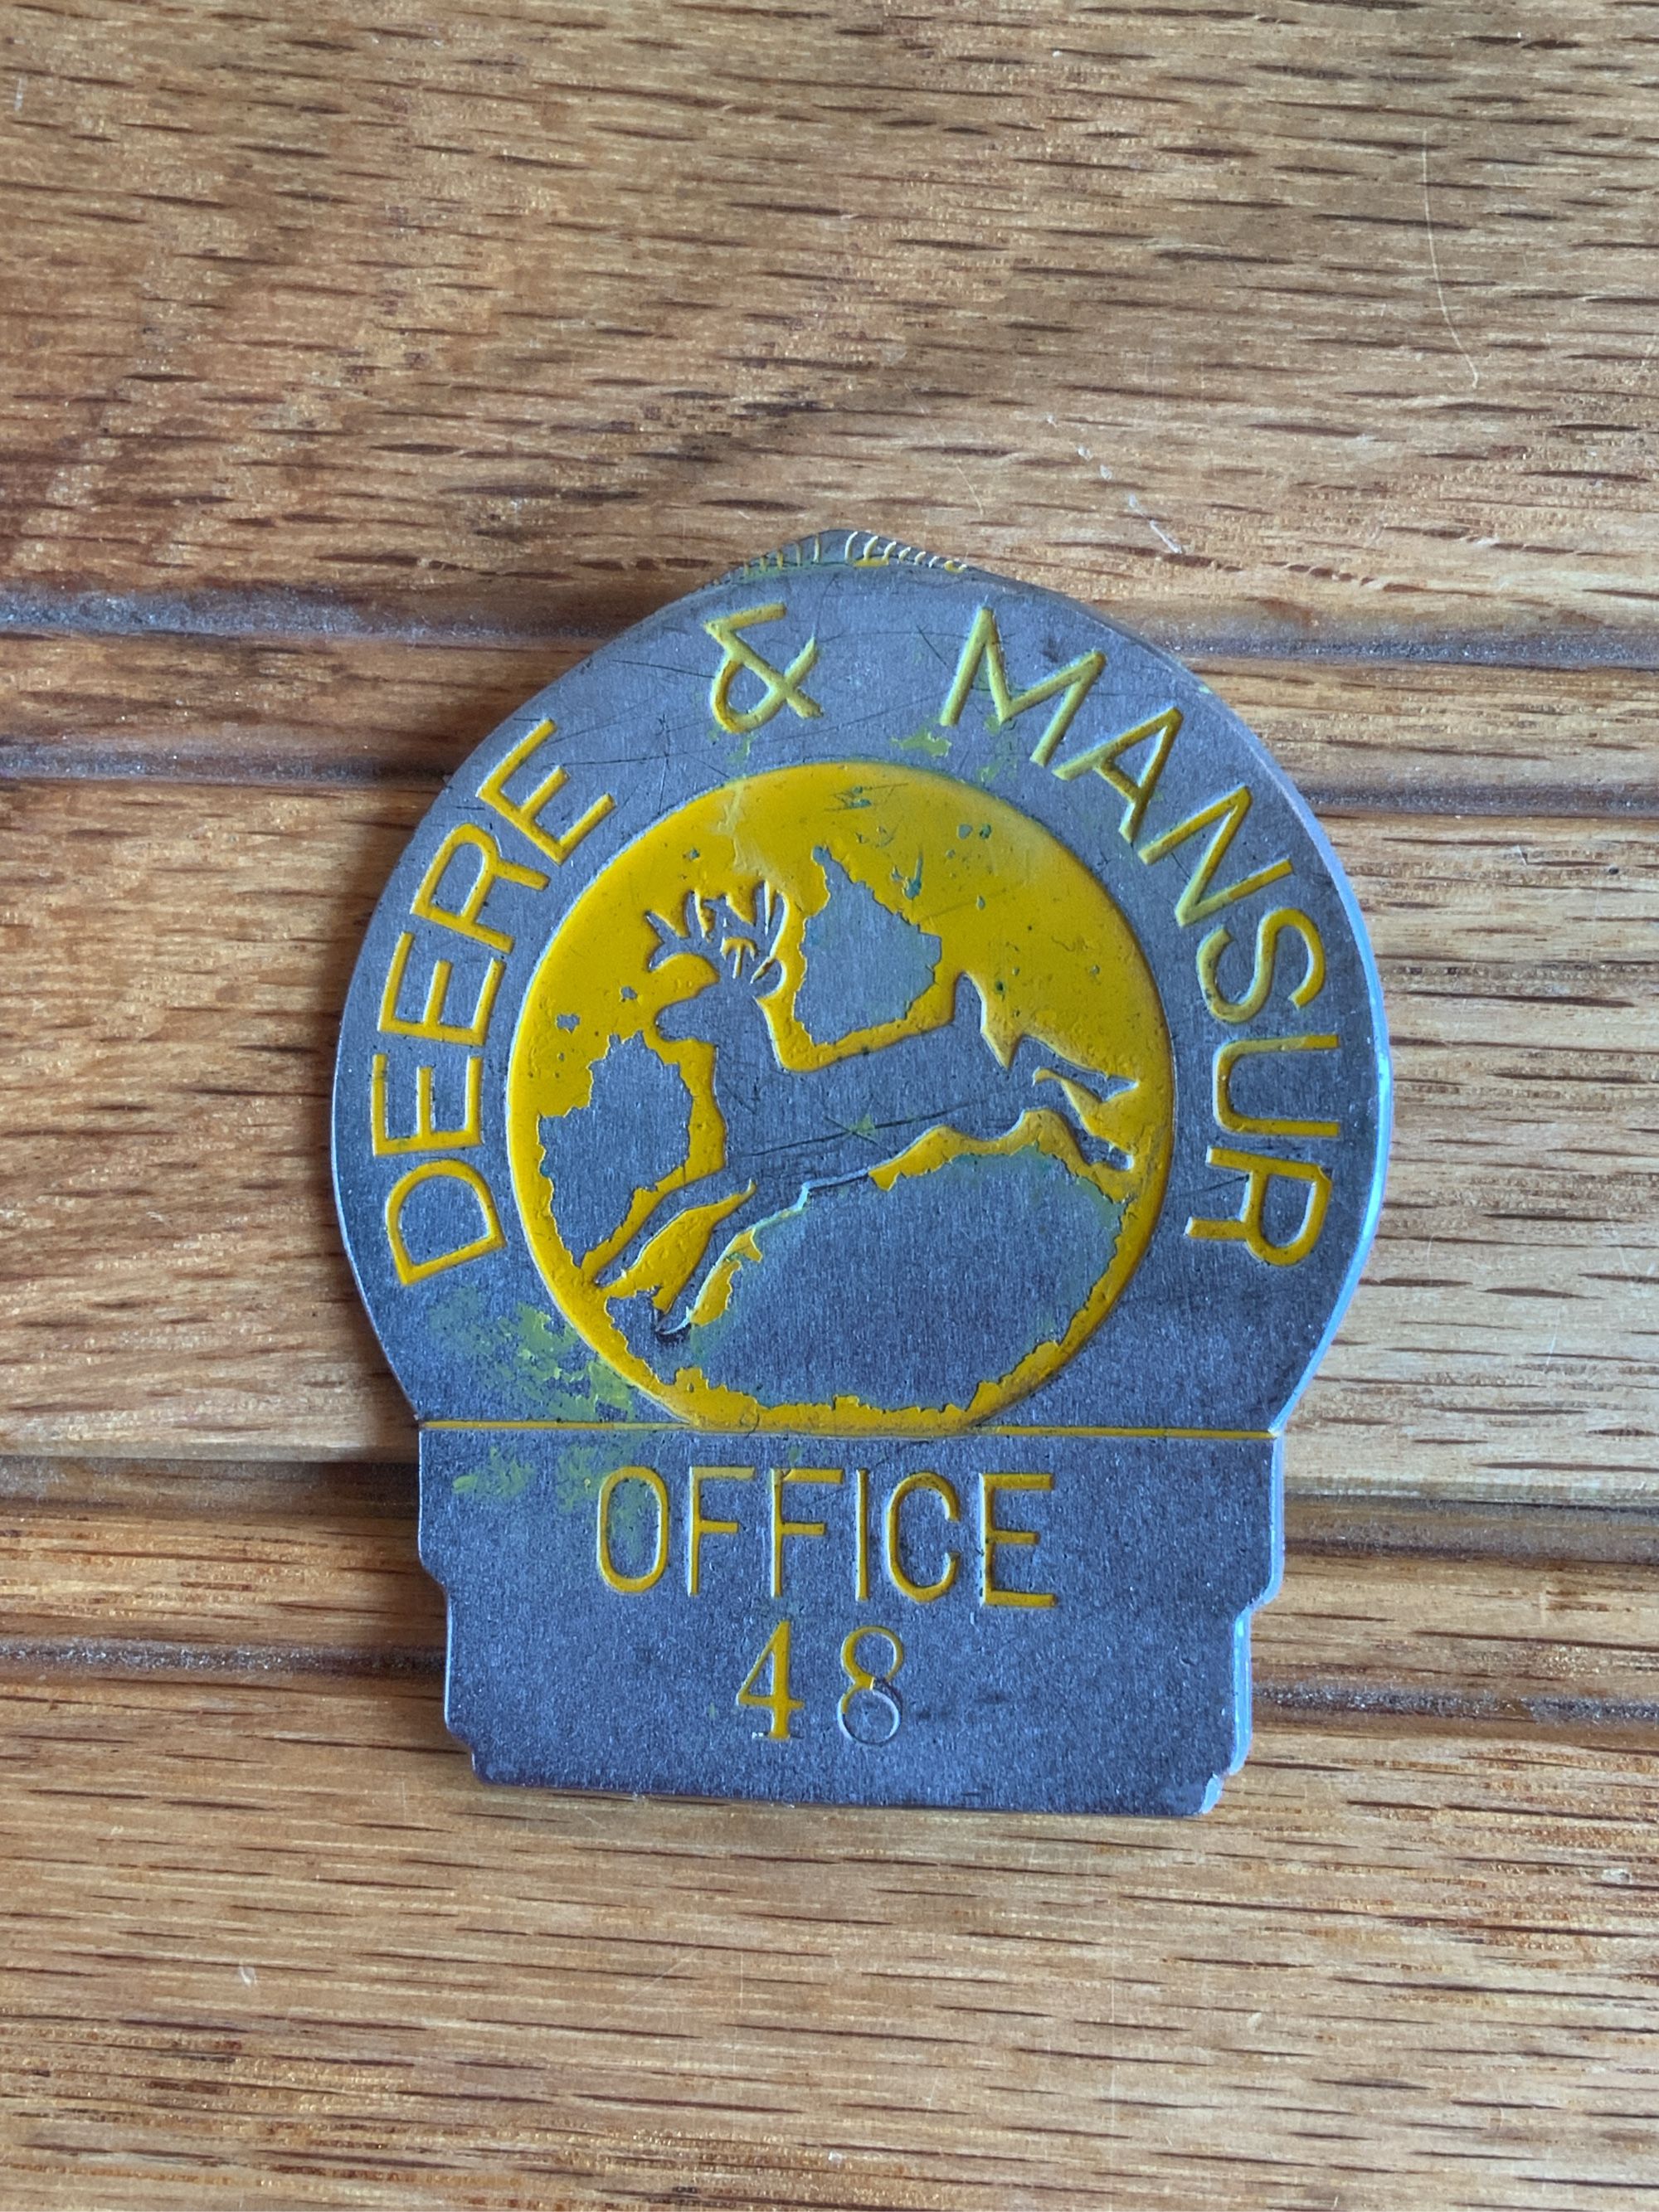 DEERE & MANSUR
OFFICE
48